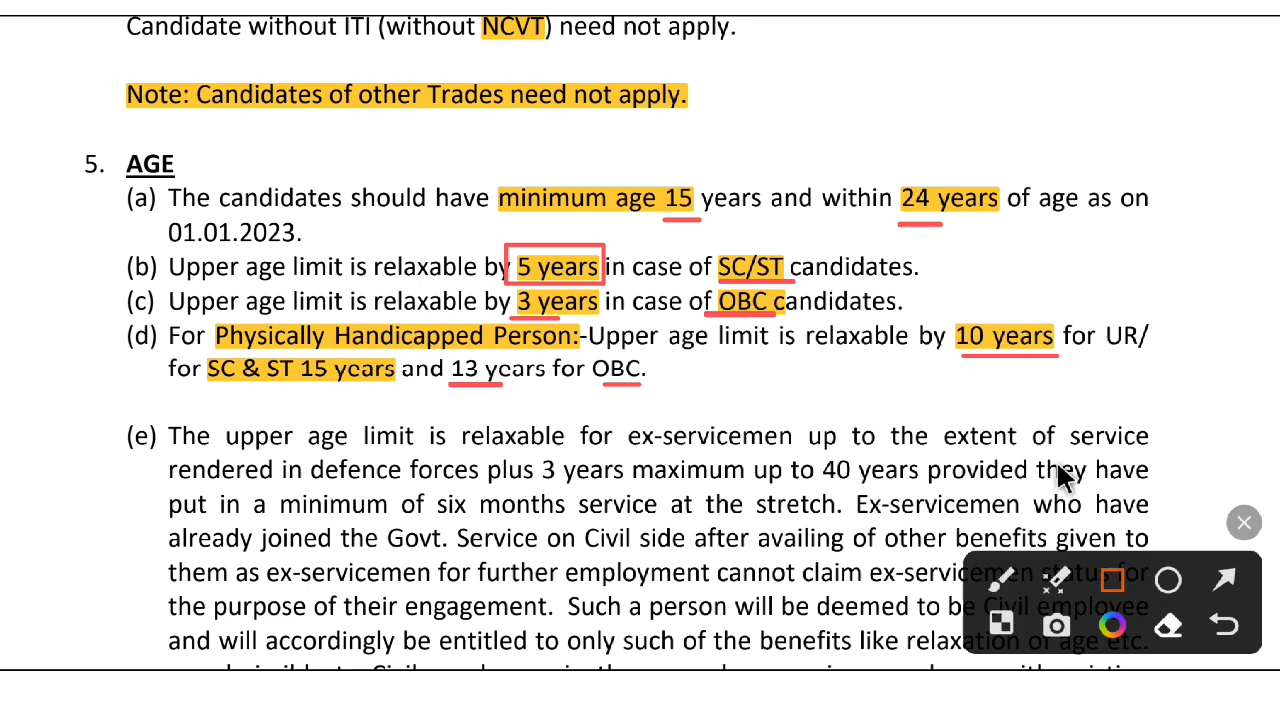 Candidate without ITI (without NCVT) need not apply.
Note: Candidates of other Trades need not apply.
5. AGE
(a) The candidates should have minimum age 15 years and within 24 years of age as on
01.01.2023.
(b) Upper age limit is relaxable by 5 years in case of SC/ST candidates.
(c) Upper age limit is relaxable by 3 years in case of OBC candidates.
(d) For Physically Handicapped Person:-Upper age limit is relaxable by 10 years for UR/
for SC & ST 15 years and 13 years for OBC.
(e) The upper age limit is relaxable for ex-servicemen up to the extent of service
rendered in defence forces plus 3 years maximum up to 40 years provided they have
put in a minimum of six months service at the stretch. Ex-servicemen who have
already joined the Govt. Service on Civil side after availing of other benefits given to
them as ex-servicemen for further employment cannot claim ex-servicemen status for
the purpose of their engagement. Such a person will be deemed to be Civil employee
and will accordingly be entitled to only such of the benefits like relaxation of age etc.